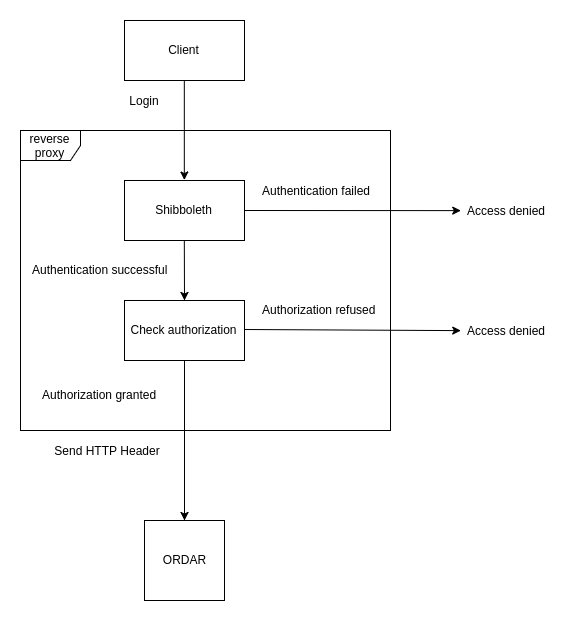 Client
Login
reverse
proxy
Authentication failed
Shibboleth
Access denied
Authentication successful
Authorization refused
Check authorization
Access denied
Authorization granted
Send HTTP Header
ORDAR